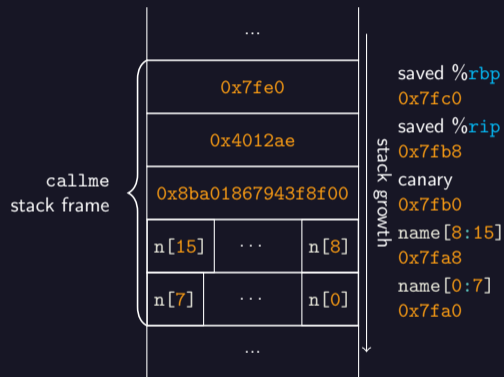 ...
saved %rbp
0x7fe0
0x7fc0
saved %rip
0x4012ae
0x7fb8
callme
stack frame
canary
0x8ba01867943f8f00
0x7fb0
stack growth
n[15] ... n[8]
name[8:15]
0x7fa8
n[7] ... n[0]
name[0:7]
0x7fa0
...